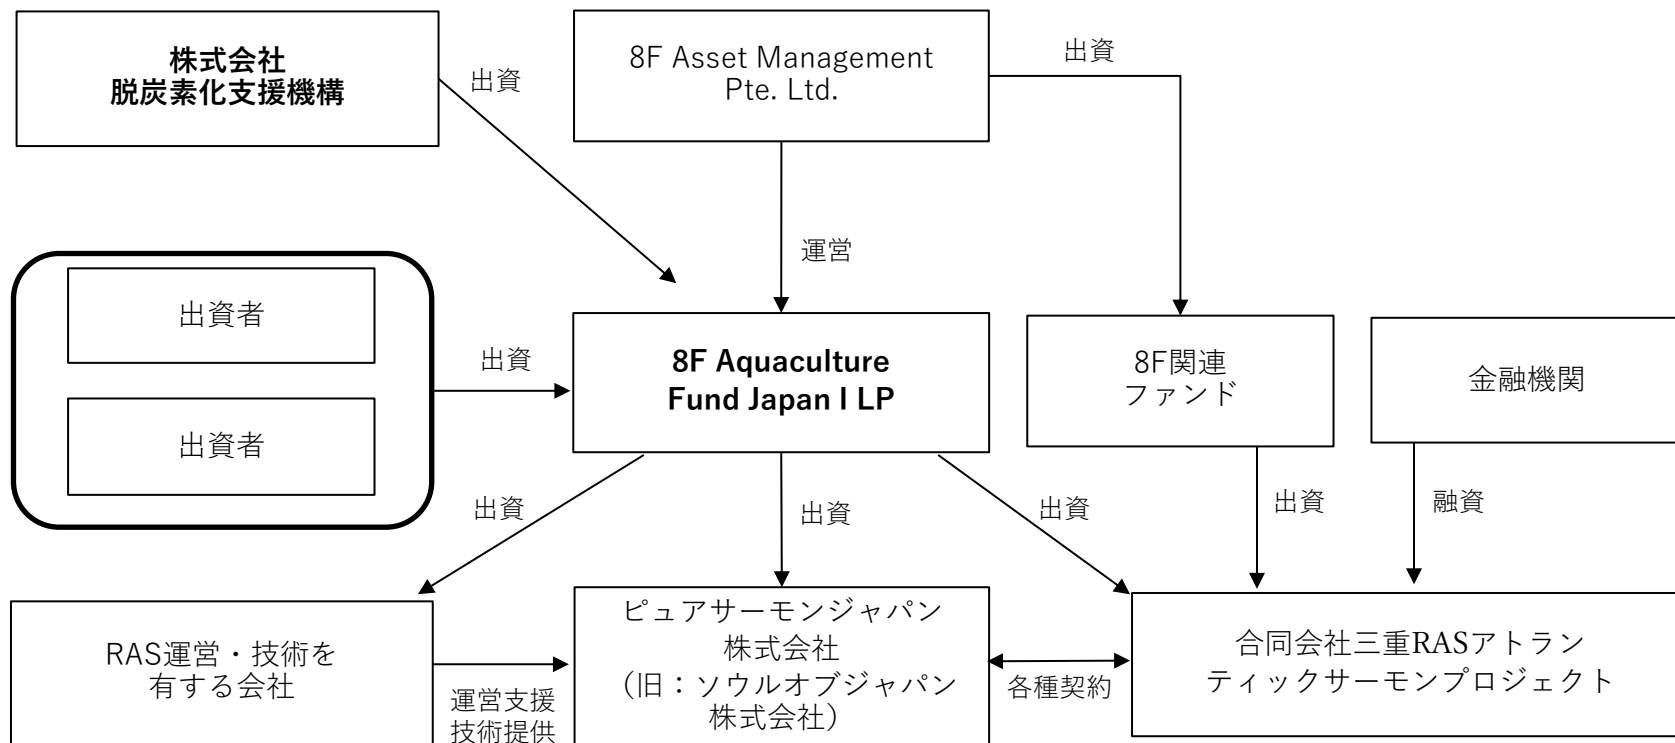 株式会社
脱炭素化支援機構
出資
8F Asset Management
Pte. Ltd.
出資
運営
出資者
出資者
出資
8F Aquaculture
Fund Japan I LP
8F関連
ファンド
金融機関
出資
出資
出資
出資
融資
RAS運営・技術を
有する会社
運営支援
技術提供
ピュアサーモンジャパン
株式会社
（旧：ソウルオブジャパン
株式会社）
各種契約
合同会社三重RASアトラン
ティックサーモンプロジェクト